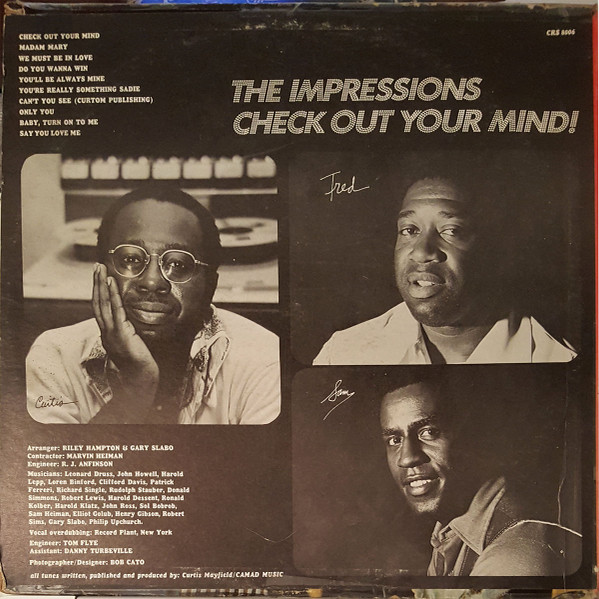 CHECK OUT YOUR MIND
MADAM MARY
WE MUST BE IN LOVE
DO YOU WANNA WIN
YOU'LL BE ALWAYS MINE
YOU'RE REALLY SOMETHING SADIE
CAN'T YOU SEE (CURTOM PUBLISHING)
ONLY YOU
BABY, TURN ON TO ME
SAY YOU LOVE ME
CRS 8006
THE IMPRESSIONS
CHECK OUT YOUR MIND!
Fred
Curtis
Sam
Arranger: RILEY HAMPTON & GARY SLABO
Contractor: MARVIN HEIMAN
Engineer: R. J. ANFINSON
Musicians: Leonard Druss, John Howell, Harold
Lepp, Loren Binford, Clifford Davis, Patrick
Ferreri, Richard Single, Rudolph Stauber, Donald
Simmons, Robert Lewis, Harold Dessent, Ronald
Kolber, Harold Klatz, John Ross, Sol Bobrob,
Sam Heiman, Elliot Golub, Henry Gibson, Robert
Sims, Gary Slabo, Philip Upchurch.
Vocal overdubbing: Record Plant, New York
Engineer: TOM FLYE
Assistant: DANNY TURBEVILLE
Photographer/Designer: BOB CATO
all tunes written, published and produced by: Curtis Mayfield/CAMAD MUSIC